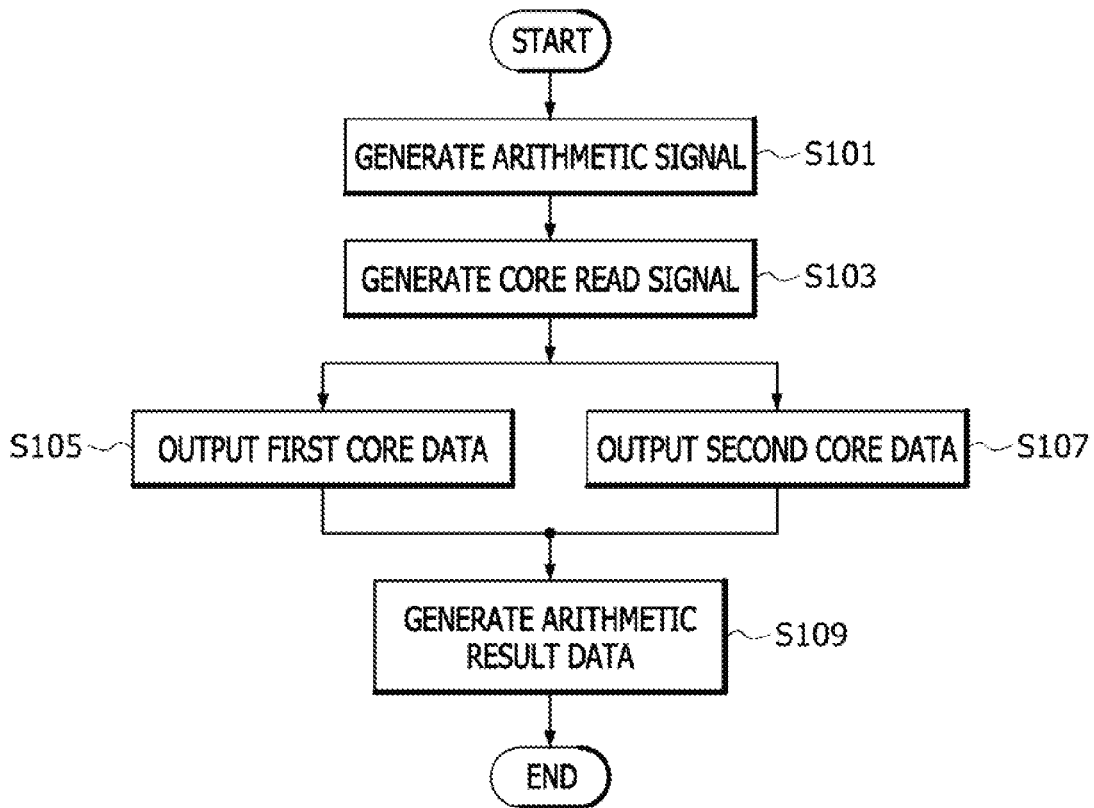 START
GENERATE ARITHMETIC SIGNAL
S101
GENERATE CORE READ SIGNAL
S103
S105
OUTPUT FIRST CORE DATA
OUTPUT SECOND CORE DATA
S107
GENERATE ARITHMETIC
RESULT DATA
S109
END